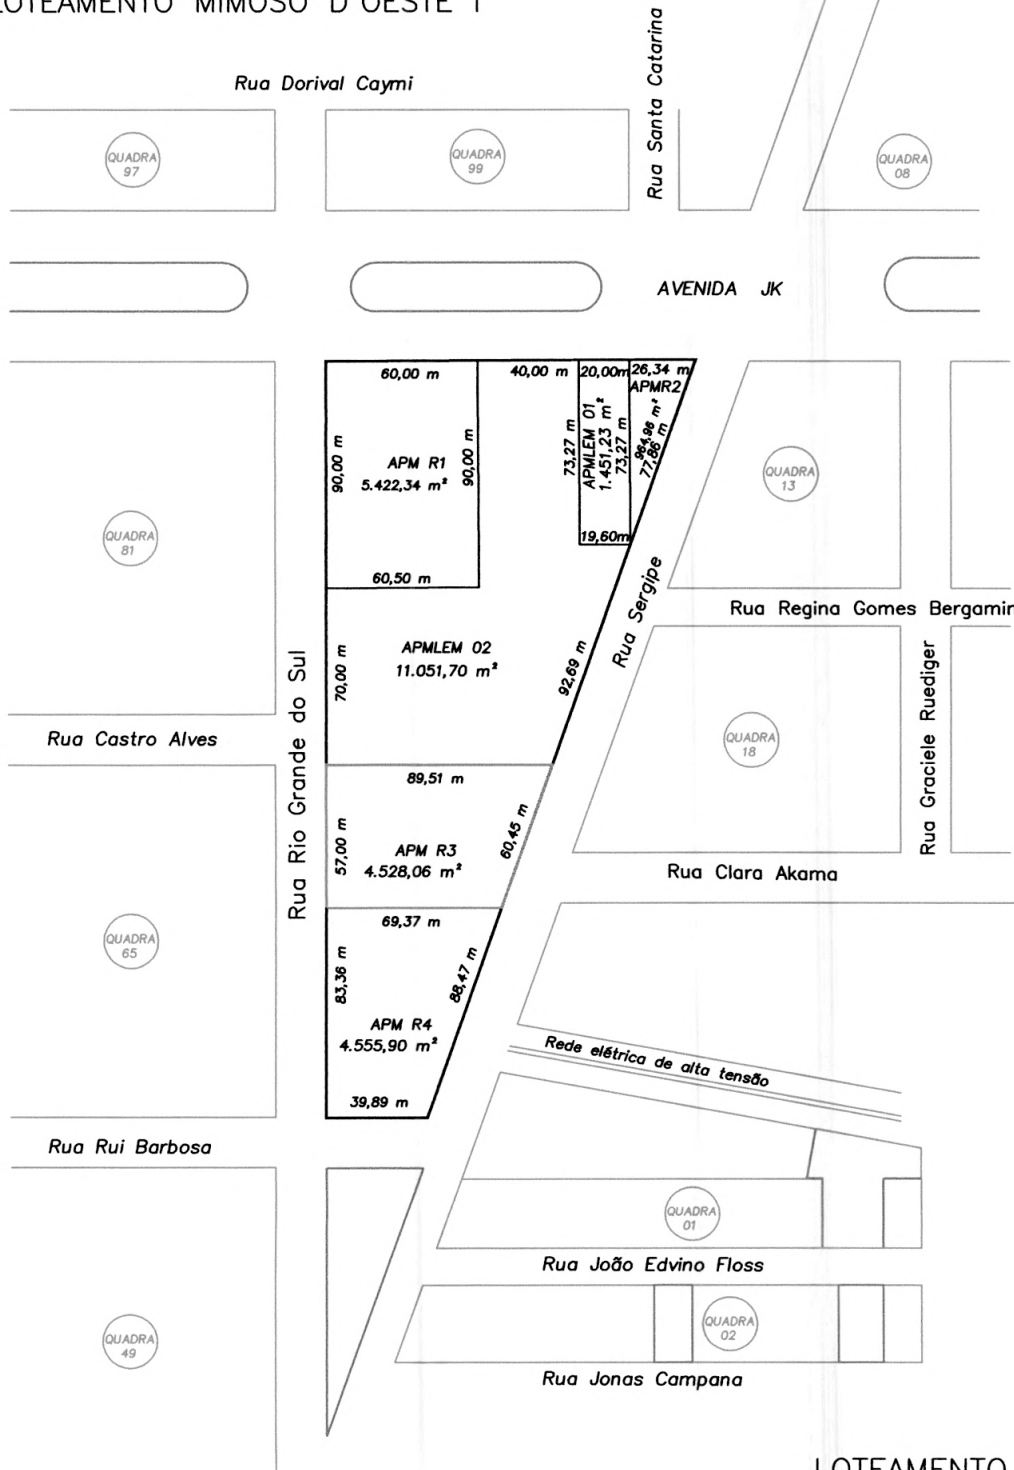 LOTEAMENTO MIMOSO D'OESTE I
Rua Dorival Caymi
Rua Santa Catarina
QUADRA
97
QUADRA
99
QUADRA
08
AVENIDA JK
60,00 m
40,00 m
20,00m
26,34 m
APMR2
964,96 m²
77,86 m
90,00 m
APM R1
5.422,34 m²
90,00 m
73,27 m
APMLEM 01
1.451,23 m²
73,27 m
19,60m
60,50 m
QUADRA
13
QUADRA
81
Rua Sergipe
Rua Regina Gomes Bergamin
APMLEM 02
11.051,70 m²
70,00 m
92,69 m
Rua Rio Grande do Sul
Rua Castro Alves
QUADRA
18
Rua Graciele Ruediger
89,51 m
57,00 m
APM R3
4.528,06 m²
60,45 m
Rua Clara Akama
69,37 m
QUADRA
65
83,36 m
88,47 m
APM R4
4.555,90 m²
39,89 m
Rede elétrica de alta tensão
Rua Rui Barbosa
QUADRA
01
Rua João Edvino Floss
QUADRA
49
QUADRA
02
Rua Jonas Campana
LOTEAMENTO